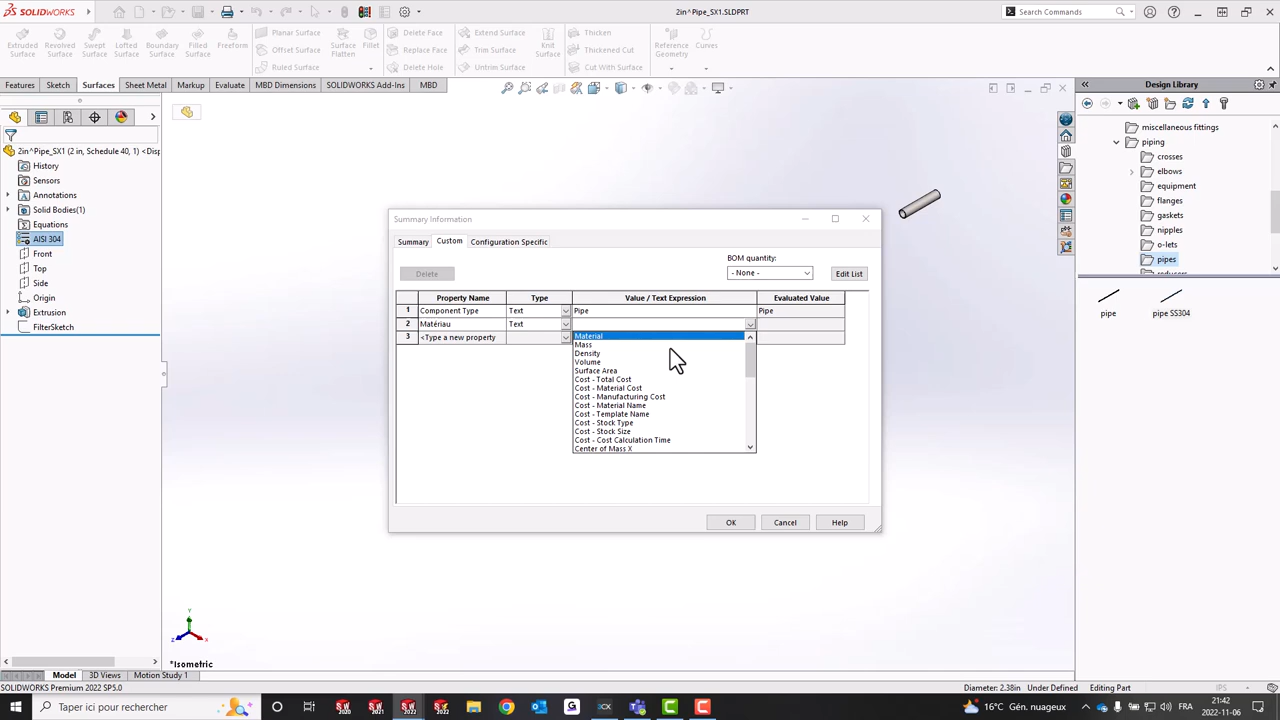 SOLIDWORKS
2in^Pipe_SX1.SLDPRT *
Search Commands
Extruded Surface
Revolved Surface
Swept Surface
Lofted Surface
Boundary Surface
Filled Surface
Freeform
Planar Surface
Offset Surface
Ruled Surface
Surface Flatten
Fillet
Delete Face
Replace Face
Delete Hole
Extend Surface
Trim Surface
Untrim Surface
Knit Surface
Thicken
Thickened Cut
Cut With Surface
Reference Geometry
Curves
Features
Sketch
Surfaces
Sheet Metal
Markup
Evaluate
MBD Dimensions
SOLIDWORKS Add-Ins
MBD
2in^Pipe_SX1 (2 in, Schedule 40, 1) <Disp
History
Sensors
Annotations
Solid Bodies(1)
Equations
AISI 304
Front
Top
Side
Origin
Extrusion
FilterSketch
Summary Information
Summary
Custom
Configuration Specific
BOM quantity:
Delete
- None -
Edit List
Property Name Type Value / Text Expression Evaluated Value
1 Component Type Text Pipe Pipe
2 Matériau Text
3 <Type a new property
Material
Mass
Density
Volume
Surface Area
Cost - Total Cost
Cost - Material Cost
Cost - Manufacturing Cost
Cost - Material Name
Cost - Template Name
Cost - Stock Type
Cost - Stock Size
Cost - Cost Calculation Time
Center of Mass X
OK
Cancel
Help
Design Library
miscellaneous fittings
piping
crosses
elbows
equipment
flanges
gaskets
nipples
o-lets
pipes
reducers
pipe
pipe SS304
Y
Z
X
*Isometric
Model
3D Views
Motion Study 1
SOLIDWORKS Premium 2022 SP5.0
Diameter: 2.38in
Under Defined
Editing Part
IPS
Taper ici pour rechercher
16°C Gén. nuageux
FRA
21:42
2022-11-06